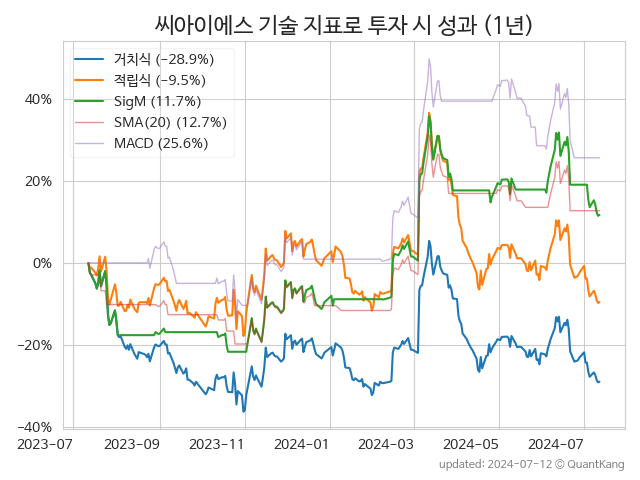 씨아이에스 기술 지표로 투자 시 성과 (1년)
거치식 (−28.9%)
적립식 (−9.5%)
SigM (11.7%)
SMA(20) (12.7%)
MACD (25.6%)
40%
20%
0%
−20%
−40%
2023-07 2023-09 2023-11 2024-01 2024-03 2024-05 2024-07
updated: 2024-07-12 © QuantKang